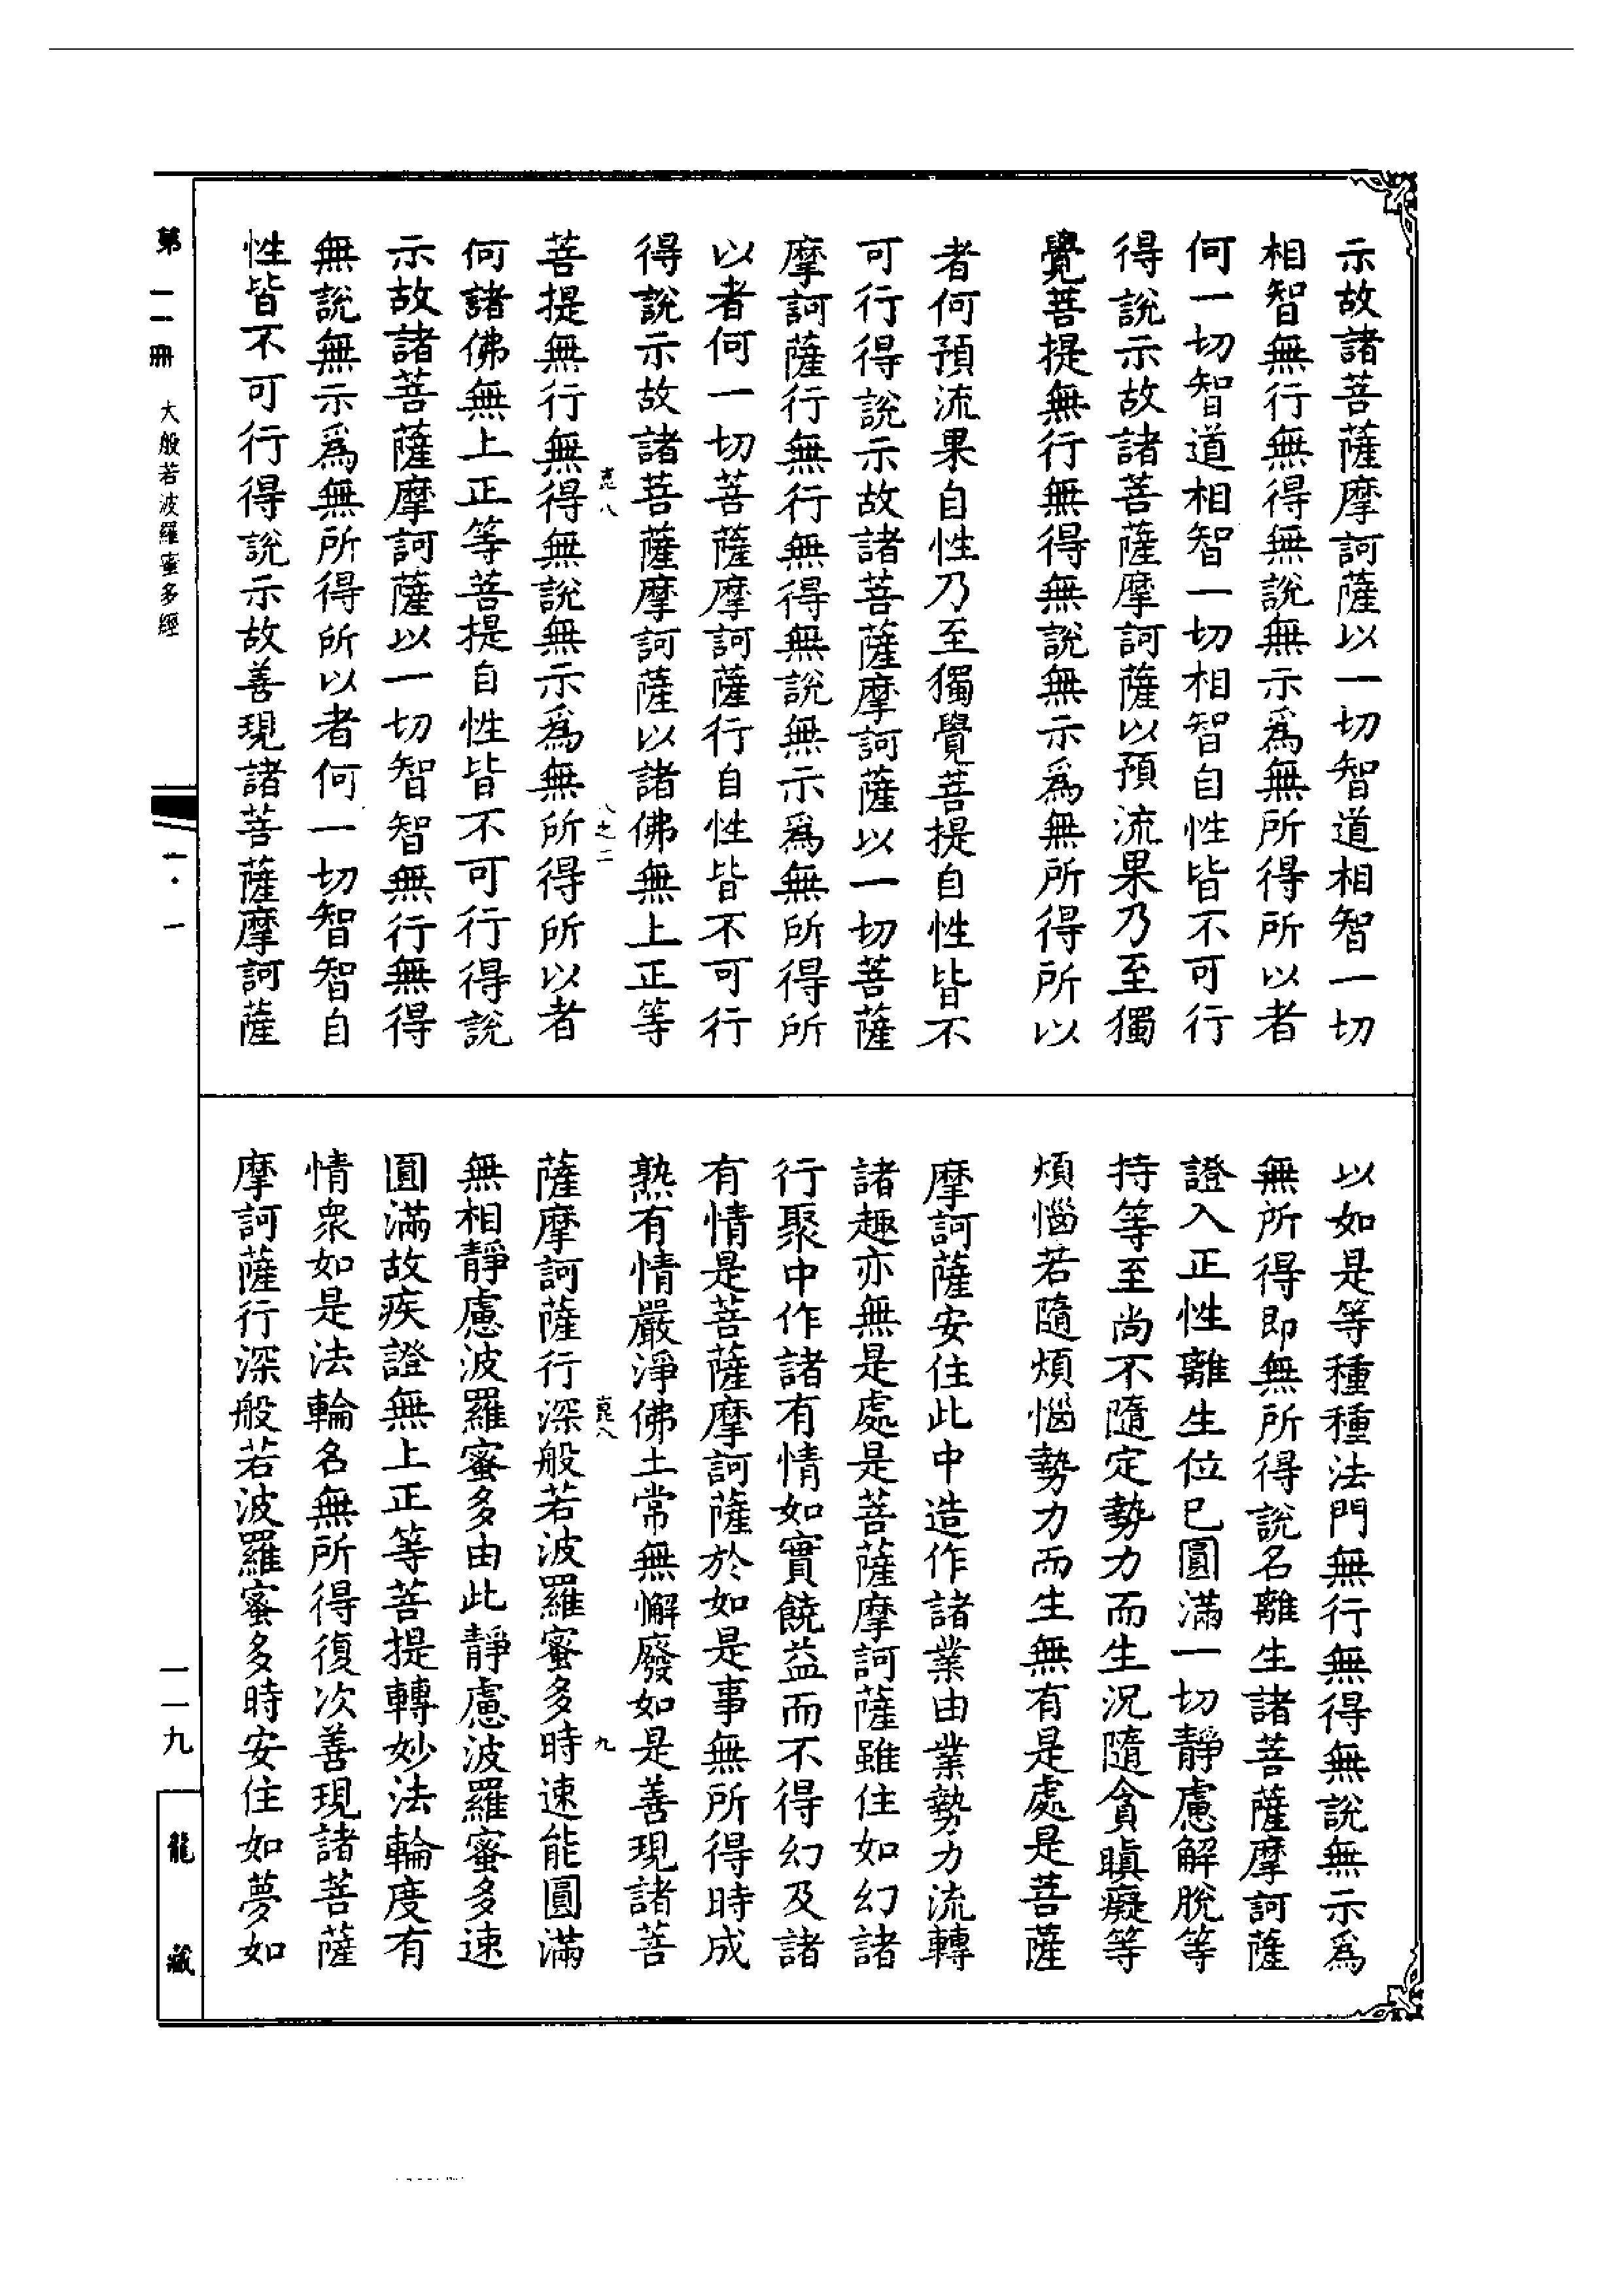 示故諸菩薩摩訶薩以一切智道相智一切
相智無行無得無說無示爲無所得所以者
何一切智道相智一切相智自性皆不可行
得說示故諸菩薩摩訶薩以預流果乃至獨
覺菩提無行無得無說無示爲無所得所以
者何預流果自性乃至獨覺菩提自性皆不
可行得說示故諸菩薩摩訶薩以一切菩薩
摩訶薩行無行無得無說無示爲無所得所
以者何一切菩薩摩訶薩行自性皆不可行
得說示故諸菩薩摩訶薩以諸佛無上正等
八 八之二
菩提無行無得無說無示爲無所得所以者
何諸佛無上正等菩提自性皆不可行得說
示故諸菩薩摩訶薩以一切智智無行無得
無說無示爲無所得所以者何一切智智自
性皆不可行得說示故善現諸菩薩摩訶薩
以如是等種種法門無行無得無說無示爲
無所得即無所得說名離生諸菩薩摩訶薩
證入正性離生位已圓滿一切靜慮解脫等
持等至尚不隨定勢力而生況隨貪瞋癡等
煩惱若隨煩惱勢力而生無有是處是菩薩
摩訶薩安住此中造作諸業由業勢力流轉
諸趣亦無是處是菩薩摩訶薩雖住如幻諸
行聚中作諸有情如實饒益而不得幻及諸
有情是菩薩摩訶薩於如是事無所得時成
熟有情嚴淨佛土常無懈廢如是善現諸菩
八 九
薩摩訶薩行深般若波羅蜜多時速能圓滿
無相靜慮波羅蜜多由此靜慮波羅蜜多速
圓滿故疾證無上正等菩提轉妙法輪度有
情衆如是法輪名無所得復次善現諸菩薩
摩訶薩行深般若波羅蜜多時安住如夢如
第一一冊 大般若波羅蜜多經 一·一 一一九 龍藏